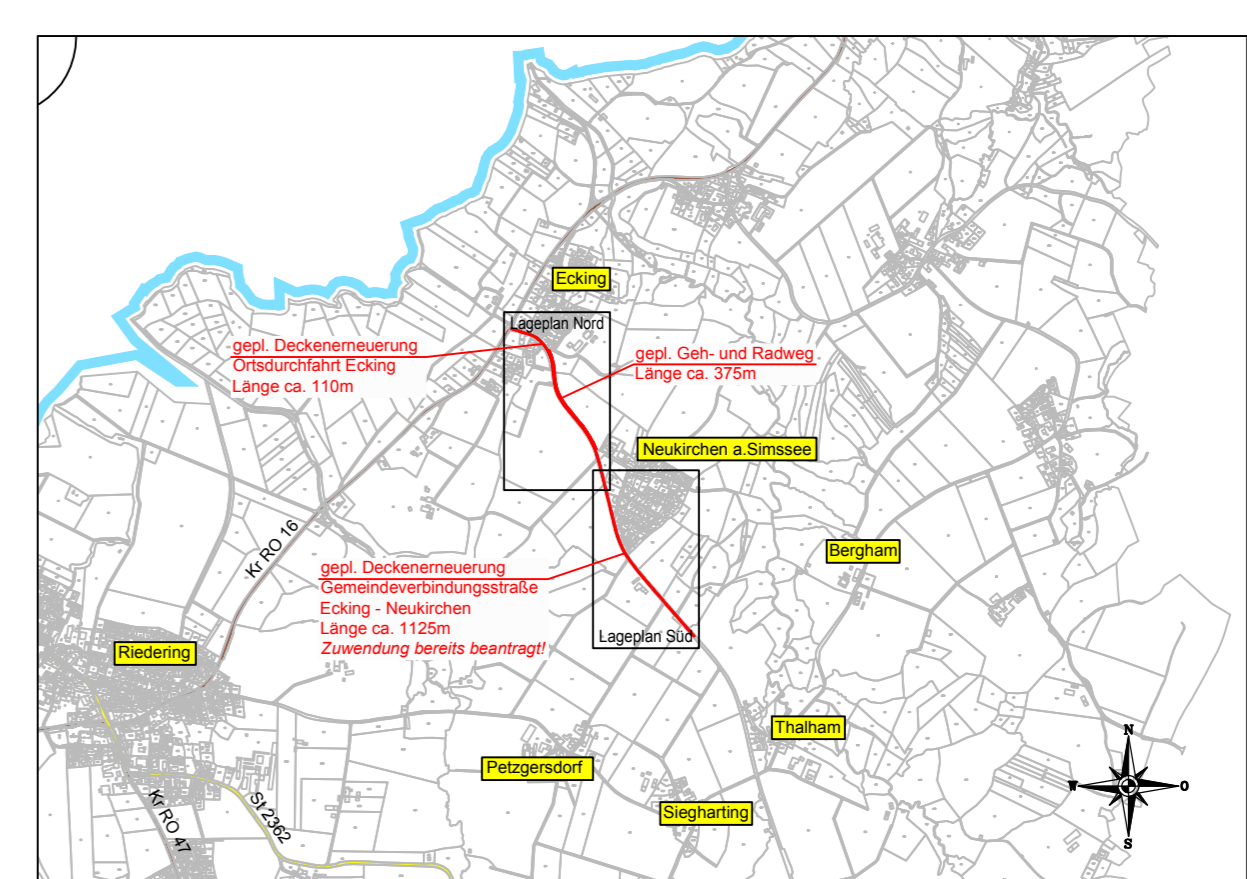 Ecking
Lageplan Nord
gepl. Deckenerneuerung
Ortsdurchfahrt Ecking
Länge ca. 110m
gepl. Geh- und Radweg
Länge ca. 375m
Neukirchen a.Simssee
Kr RO 16
Bergham
gepl. Deckenerneuerung
Gemeindeverbindungsstraße
Ecking - Neukirchen
Länge ca. 1125m
Zuwendung bereits beantragt!
Lageplan Süd
Riedering
Thalham
Petzgersdorf
Siegharting
Kr RO 47
St 2362
N
W
O
S